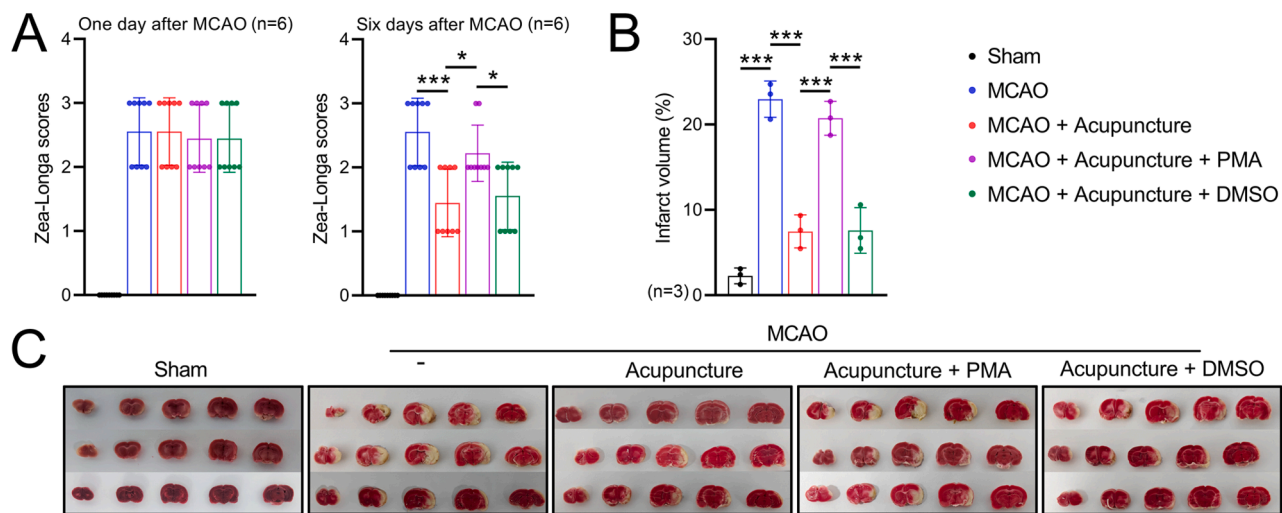 A
One day after MCAO (n=6)
Zea-Longa scores
4
3
2
1
0
Six days after MCAO (n=6)
Zea-Longa scores
4
3
2
1
0
***
*
*
B
Infarct volume (%)
30
20
10
0
(n=3)
***
***
***
***
Sham
MCAO
MCAO + Acupuncture
MCAO + Acupuncture + PMA
MCAO + Acupuncture + DMSO
C
MCAO
Sham
-
Acupuncture
Acupuncture + PMA
Acupuncture + DMSO